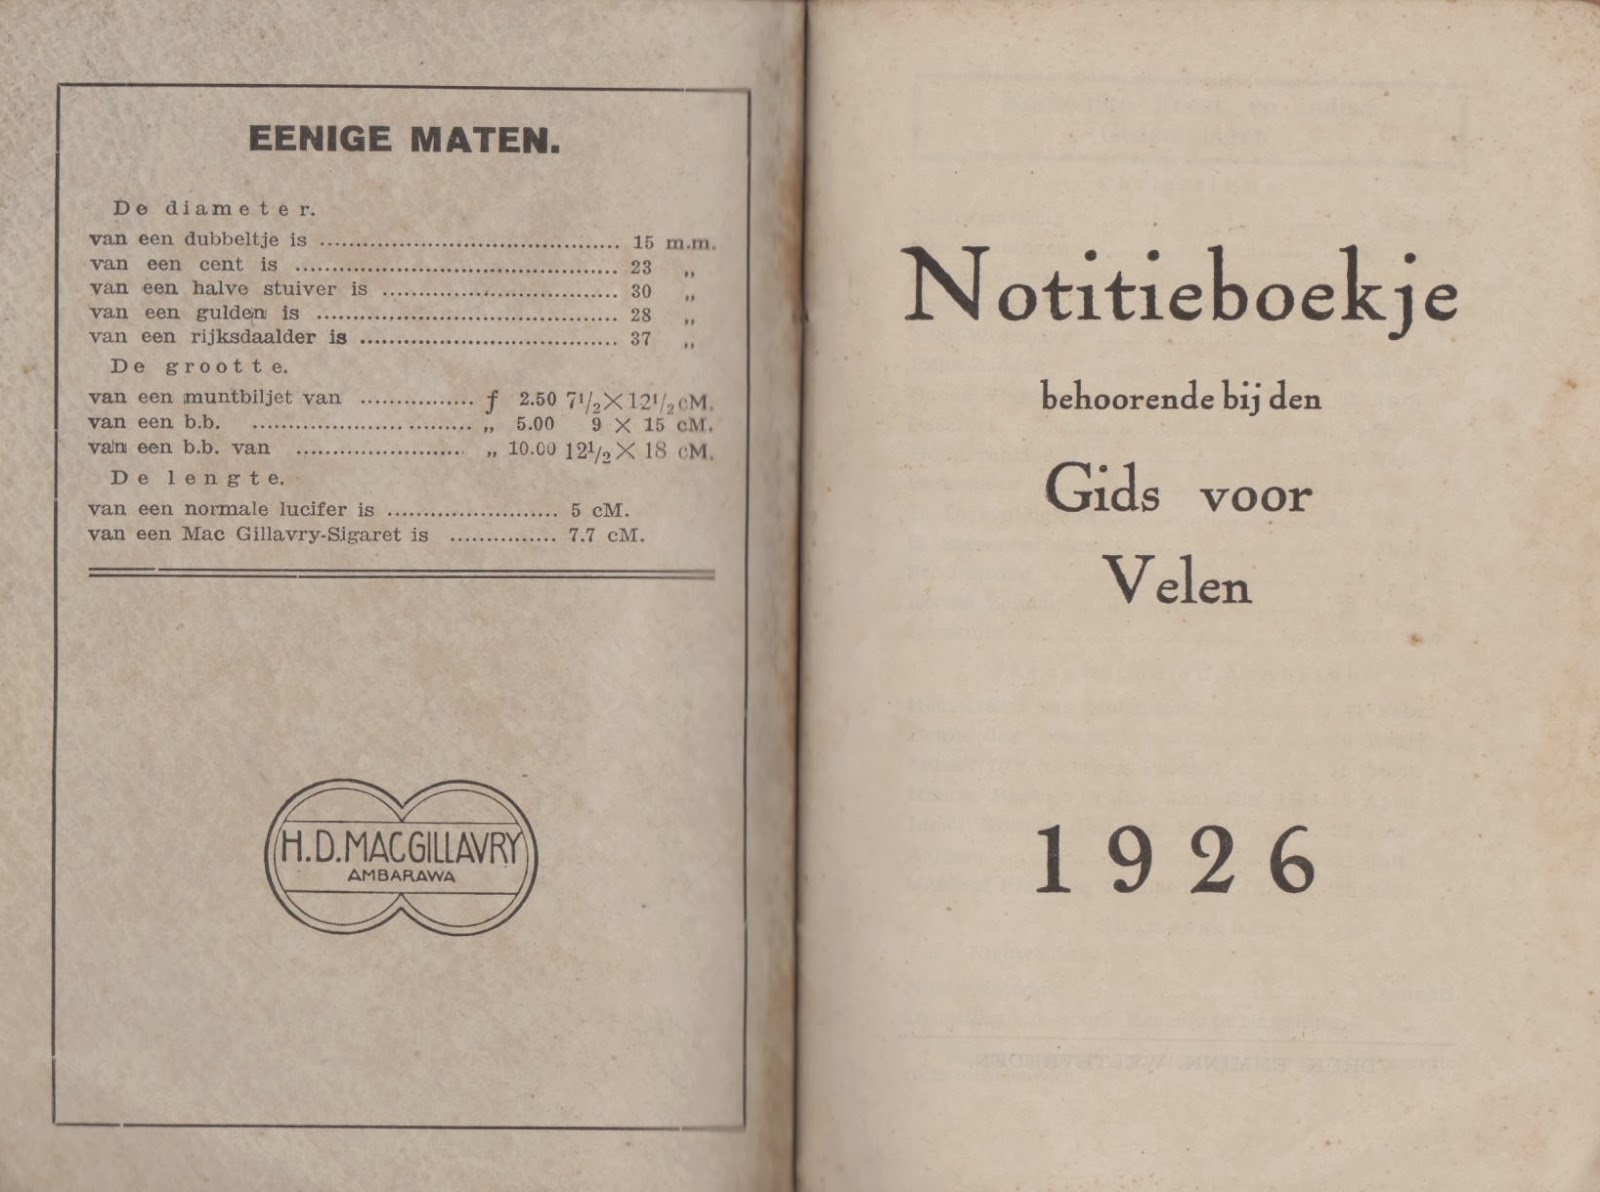 EENIGE MATEN.
De diameter.
van een dubbeltje is ........................................ 15 m.m.
van een cent is ........................................... 23 „
van een halve stuiver is ................................ 30 „
van een gulden is ........................................ 28 „
van een rijksdaalder is .................................. 37 „
De grootte.
van een muntbiljet van ................ ƒ 2.50 7½ × 12½ cM.
van een b.b. .............................. „ 5.00 9 × 15 cM.
van een b.b. van ........................ „ 10.00 12½ × 18 cM.
De lengte.
van een normale lucifer is ........................ 5 cM.
van een Mac Gillavry-Sigaret is ............... 7.7 cM.
H.D. MACGILLAVRY
AMBARAWA
Notitieboekje
behoorende bij den
Gids voor
Velen
1926